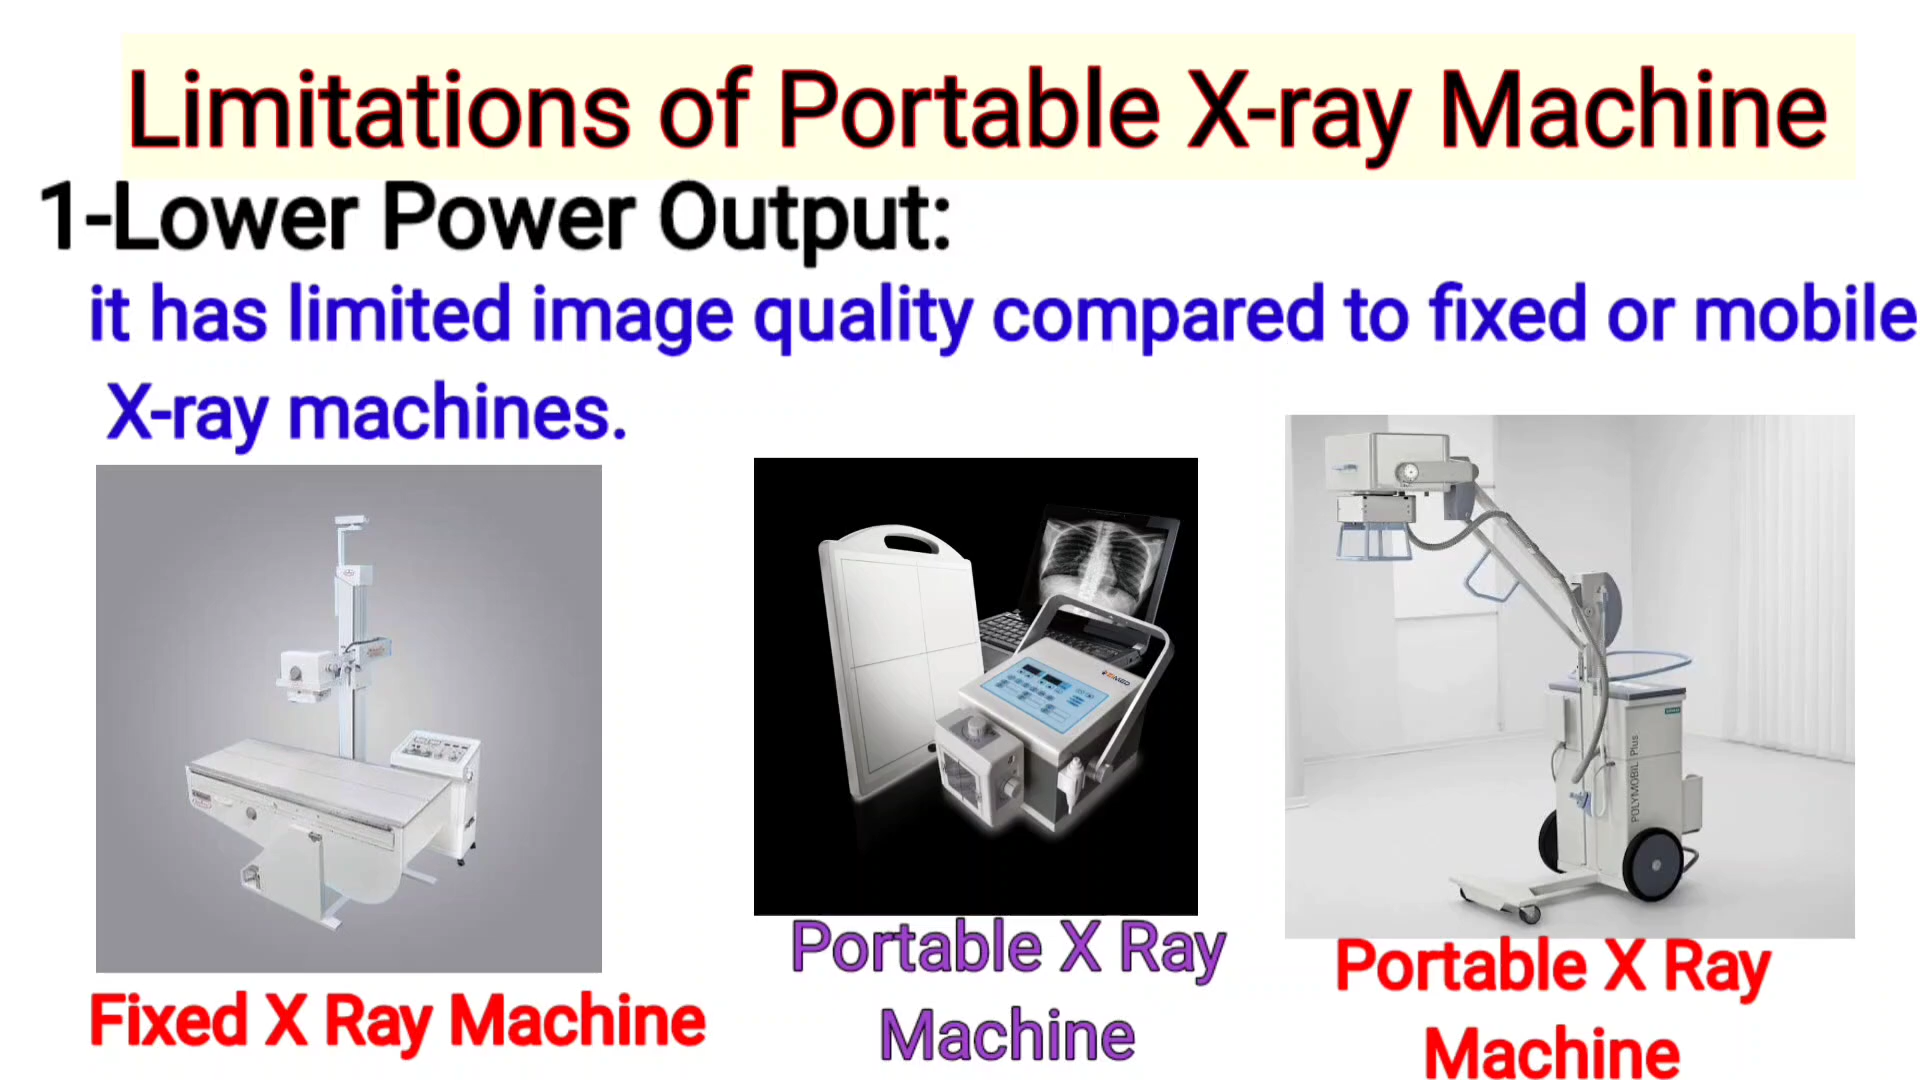 Limitations of Portable X-ray Machine
1-Lower Power Output:
it has limited image quality compared to fixed or mobile
X-ray machines.
POLYMOBIL Plus
Portable X Ray
Machine
Portable X Ray
Machine
Fixed X Ray Machine